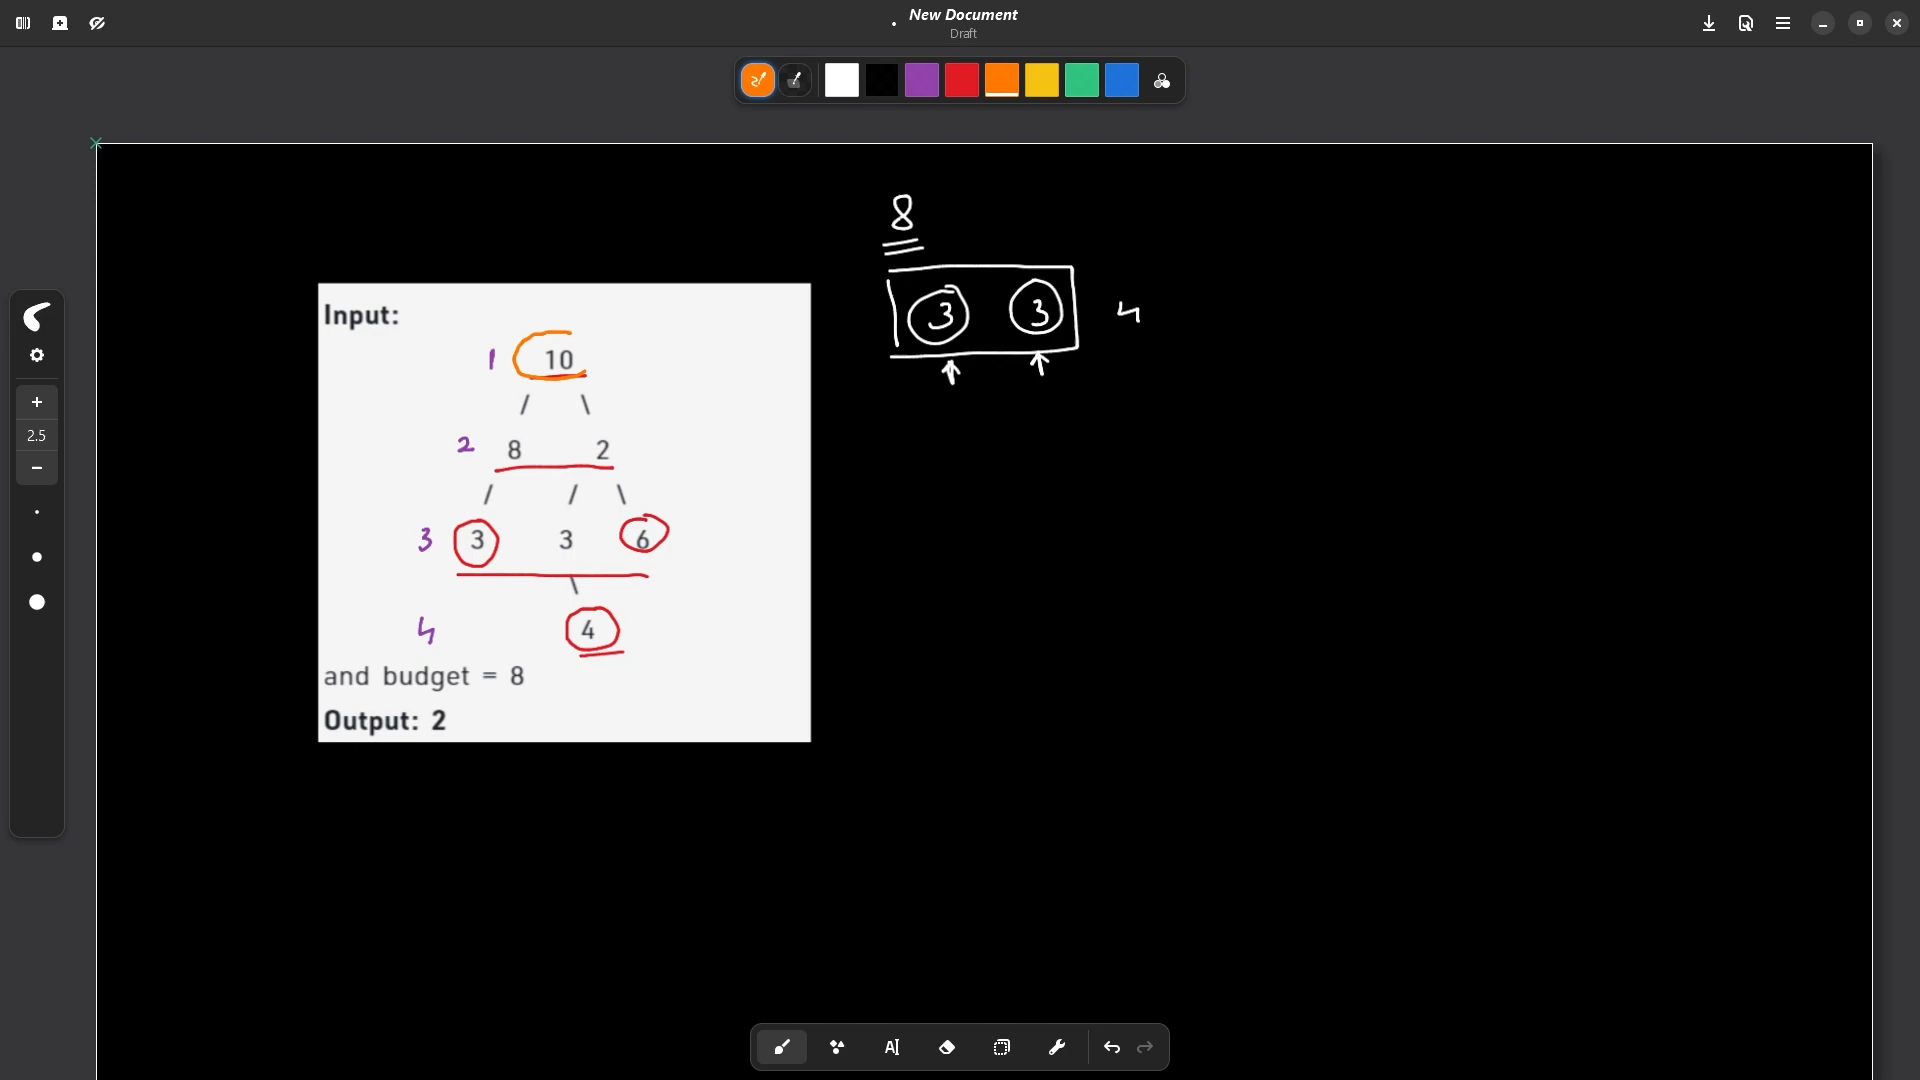 New Document
Draft
2.5
8
3 3 4
Input:
1 10
/ \
2 8 2
/ / \
3 3 3 6
\
4 4
and budget = 8
Output: 2
A